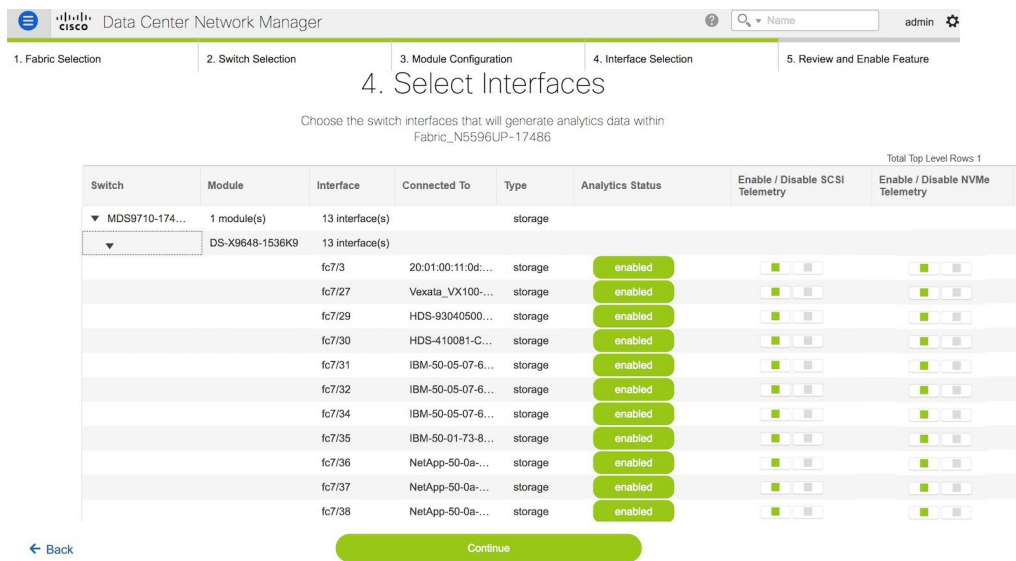 cisco Data Center Network Manager
Name
admin
1. Fabric Selection 2. Switch Selection 3. Module Configuration 4. Interface Selection 5. Review and Enable Feature
4. Select Interfaces
Choose the switch interfaces that will generate analytics data within
Fabric_N5596UP-17486
Total Top Level Rows 1
Switch Module Interface Connected To Type Analytics Status Enable / Disable SCSI Telemetry Enable / Disable NVMe Telemetry
MDS9710-174... 1 module(s) 13 interface(s) storage
DS-X9648-1536K9 13 interface(s)
fc7/3 20:01:00:11:0d:... storage enabled
fc7/27 Vexata_VX100-... storage enabled
fc7/29 HDS-93040500... storage enabled
fc7/30 HDS-410081-C... storage enabled
fc7/31 IBM-50-05-07-6... storage enabled
fc7/32 IBM-50-05-07-6... storage enabled
fc7/34 IBM-50-05-07-6... storage enabled
fc7/35 IBM-50-01-73-8... storage enabled
fc7/36 NetApp-50-0a-... storage enabled
fc7/37 NetApp-50-0a-... storage enabled
fc7/38 NetApp-50-0a-... storage enabled
Back
Continue